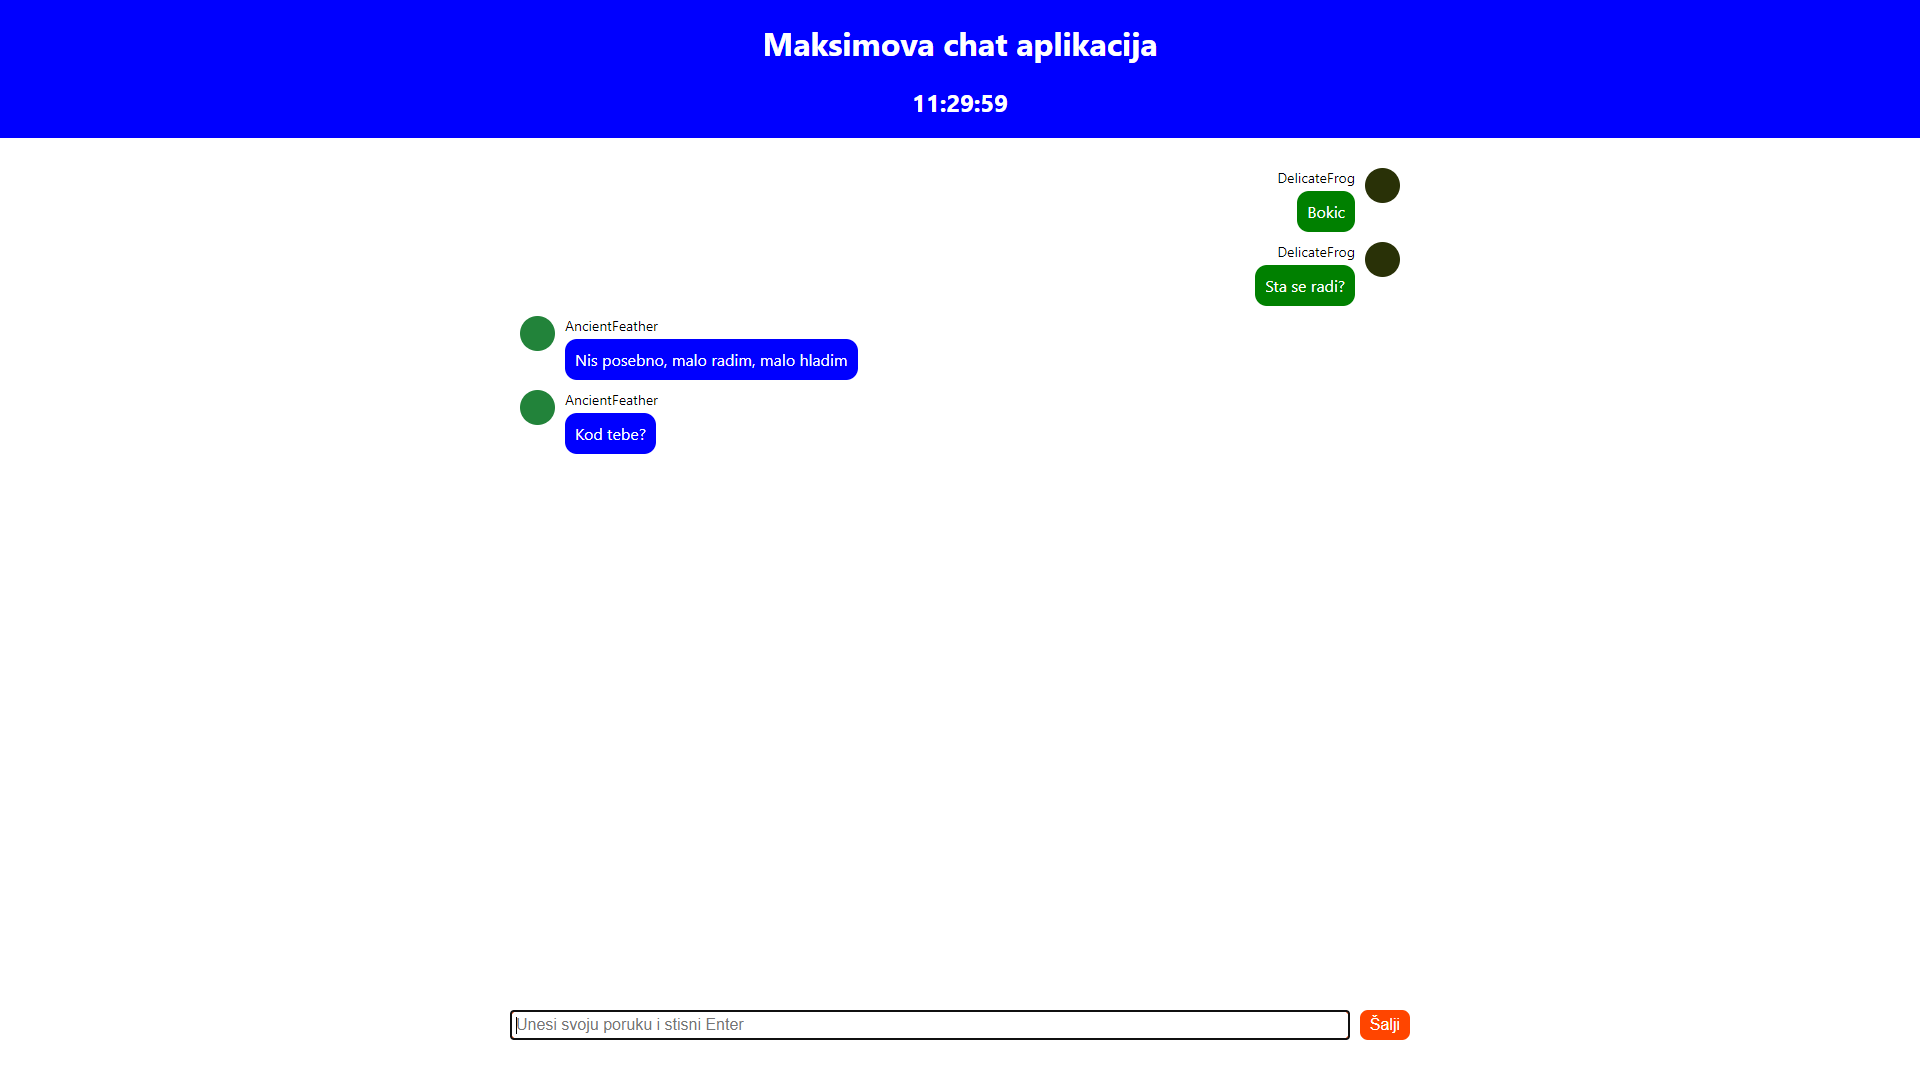 Maksimova chat aplikacija
11:29:59
DelicateFrog
Bokic
DelicateFrog
Sta se radi?
AncientFeather
Nis posebno, malo radim, malo hladim
AncientFeather
Kod tebe?
Unesi svoju poruku i stisni Enter
Šalji